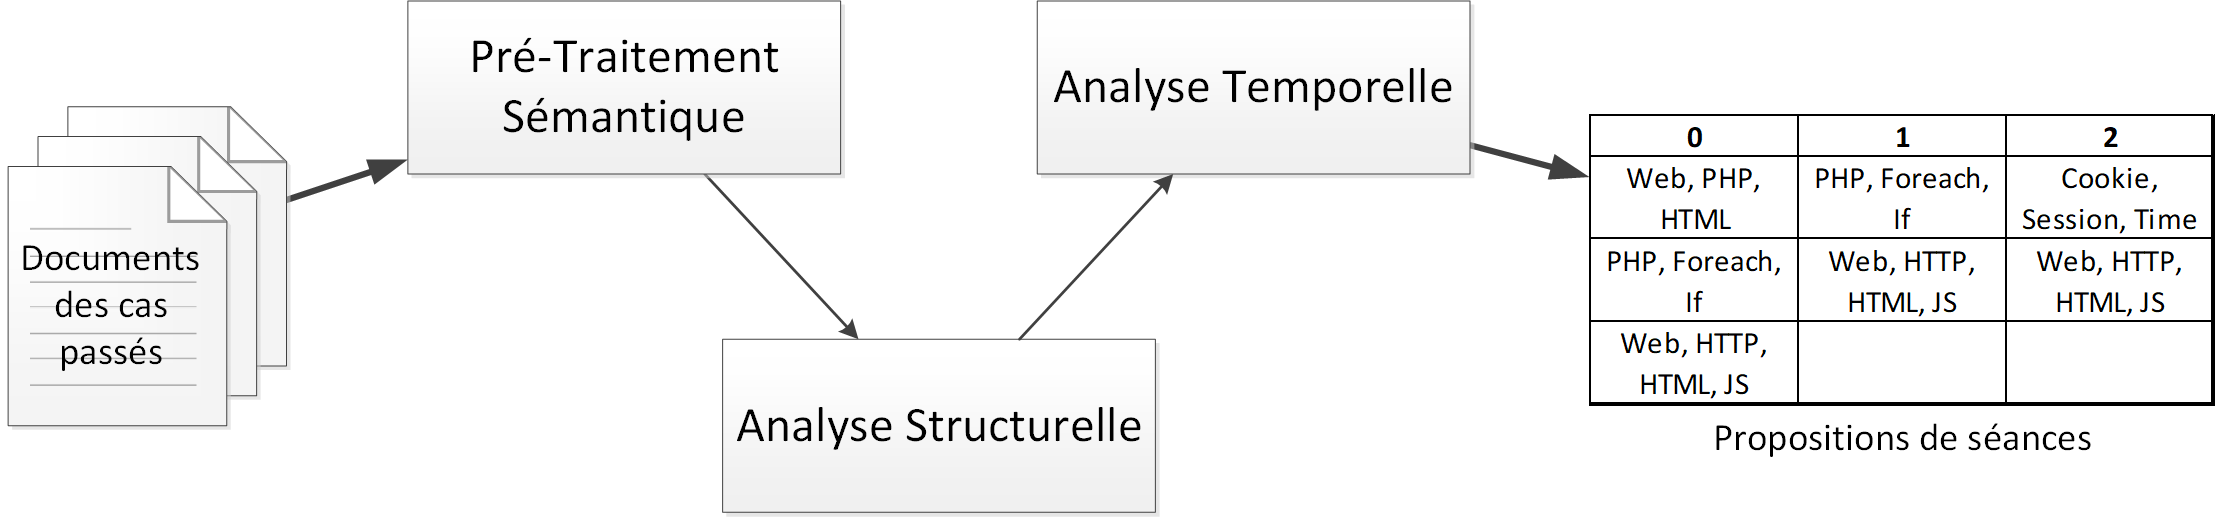 Documents
des cas
passés
Pré-Traitement
Sémantique
Analyse Structurelle
Analyse Temporelle
0 1 2
Web, PHP, PHP, Foreach, Cookie,
HTML If Session, Time
PHP, Foreach, Web, HTTP, Web, HTTP,
If HTML, JS HTML, JS
Web, HTTP,
HTML, JS
Propositions de séances